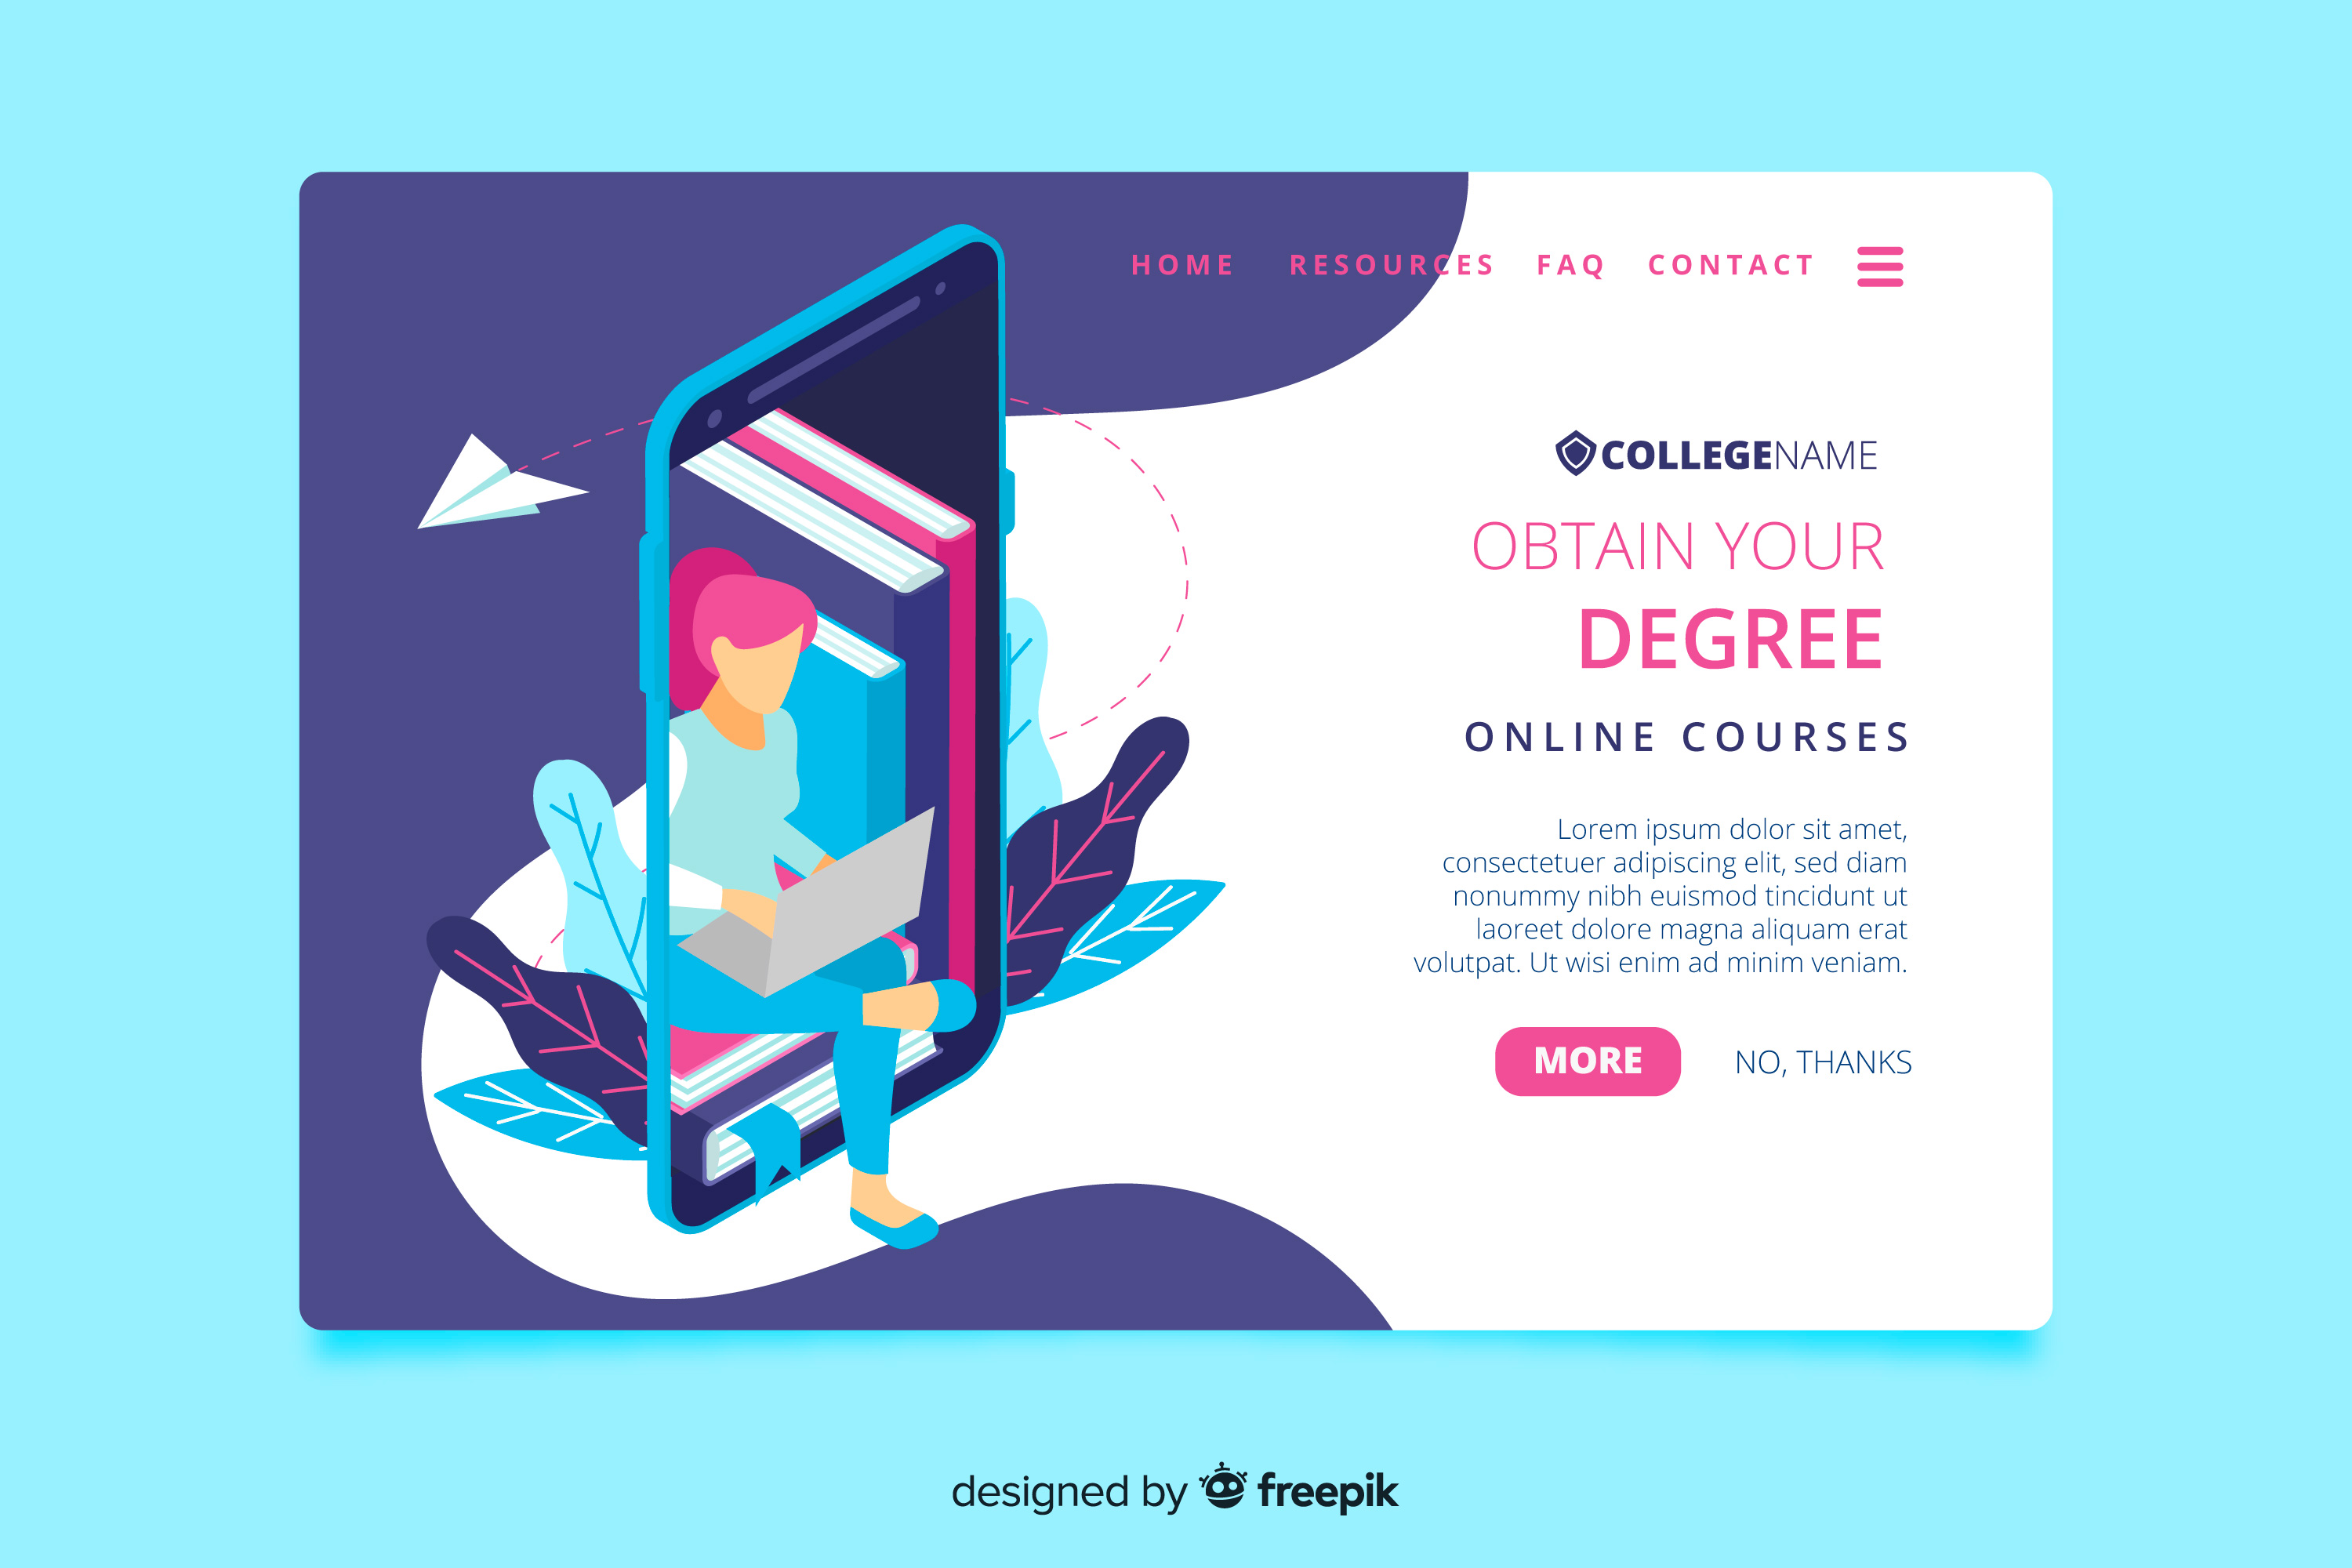 HOME RESOURCES FAQ CONTACT
COLLEGENAME
OBTAIN YOUR
DEGREE
ONLINE COURSES
Lorem ipsum dolor sit amet,
consectetuer adipiscing elit, sed diam
nonummy nibh euismod tincidunt ut
laoreet dolore magna aliquam erat
volutpat. Ut wisi enim ad minim veniam.
MORE NO, THANKS
designed by freepik